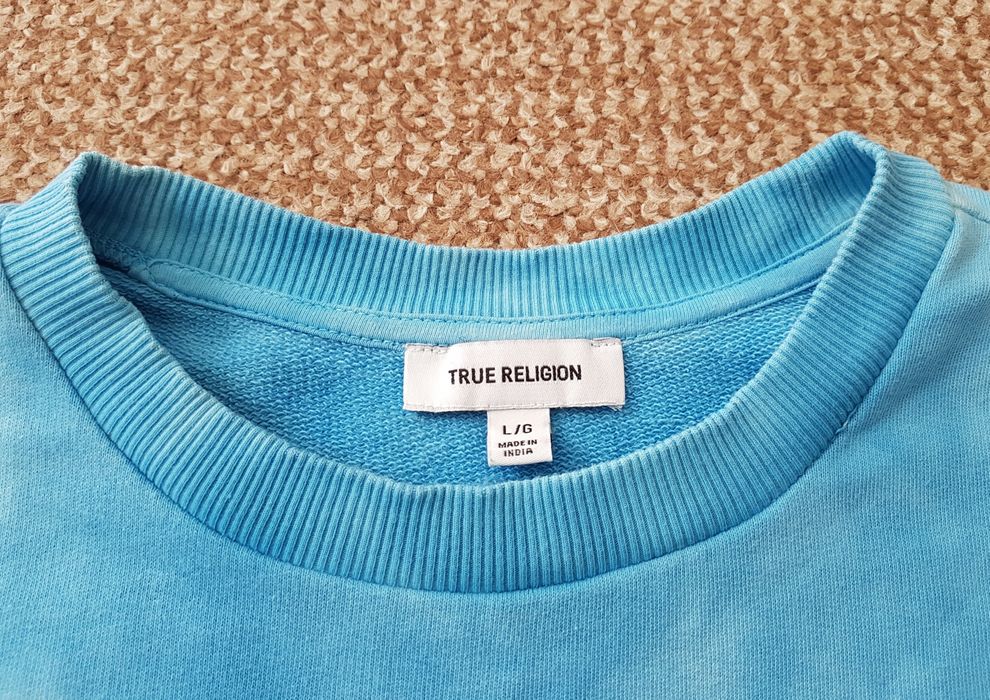 TRUE RELIGION
L/G
MADE IN
INDIA